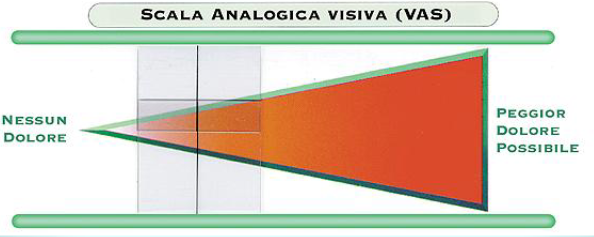 SCALA ANALOGICA VISIVA (VAS)
NESSUN
DOLORE
PEGGIOR
DOLORE
POSSIBILE